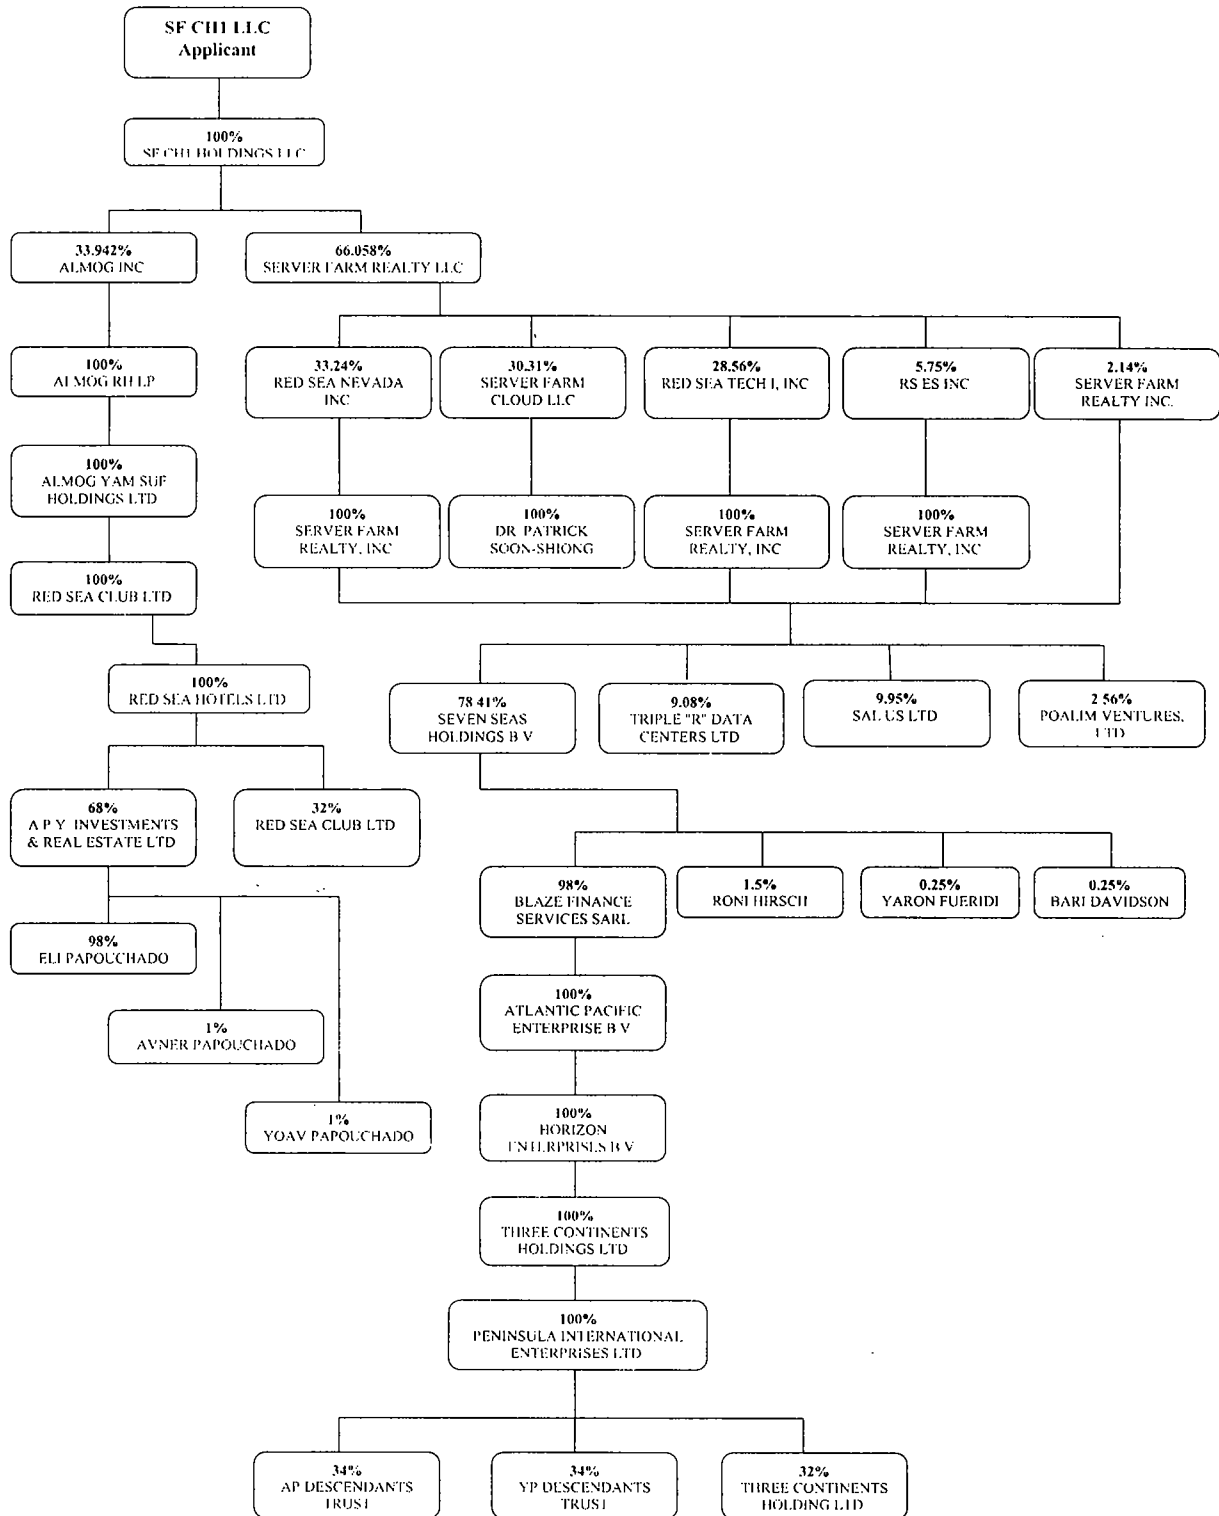 SF CH1 LLC
Applicant
100%
SF CH1 HOLDINGS LLC
33.942%
ALMOG INC
66.058%
SERVER FARM REALTY LLC
100%
ALMOG RH LP
33.24%
RED SEA NEVADA
INC
30.31%
SERVER FARM
CLOUD LLC
28.56%
RED SEA TECH I, INC
5.75%
RS ES INC
2.14%
SERVER FARM
REALTY INC.
100%
ALMOG YAM SUF
HOLDINGS LTD
100%
SERVER FARM
REALTY, INC
100%
DR. PATRICK
SOON-SHIONG
100%
SERVER FARM
REALTY, INC
100%
SERVER FARM
REALTY, INC
100%
RED SEA CLUB LTD
100%
RED SEA HOTELS LTD
78 41%
SEVEN SEAS
HOLDINGS B V
9.08%
TRIPLE "R" DATA
CENTERS LTD
9.95%
SAL US LTD
2 56%
POALIM VENTURES,
LTD
68%
A P Y INVESTMENTS
& REAL ESTATE LTD
32%
RED SEA CLUB LTD
98%
BLAZE FINANCE
SERVICES SARL
1.5%
RONI HIRSCH
0.25%
YARON FUERIDI
0.25%
BARI DAVIDSON
98%
ELI PAPOUCHADO
1%
AVNER PAPOUCHADO
1%
YOAV PAPOUCHADO
100%
ATLANTIC PACIFIC
ENTERPRISE B V
100%
HORIZON
ENTERPRISES B V
100%
THREE CONTINENTS
HOLDINGS LTD
100%
PENINSULA INTERNATIONAL
ENTERPRISES LTD
34%
AP DESCENDANTS
TRUST
34%
YP DESCENDANTS
TRUST
32%
THREE CONTINENTS
HOLDING LTD